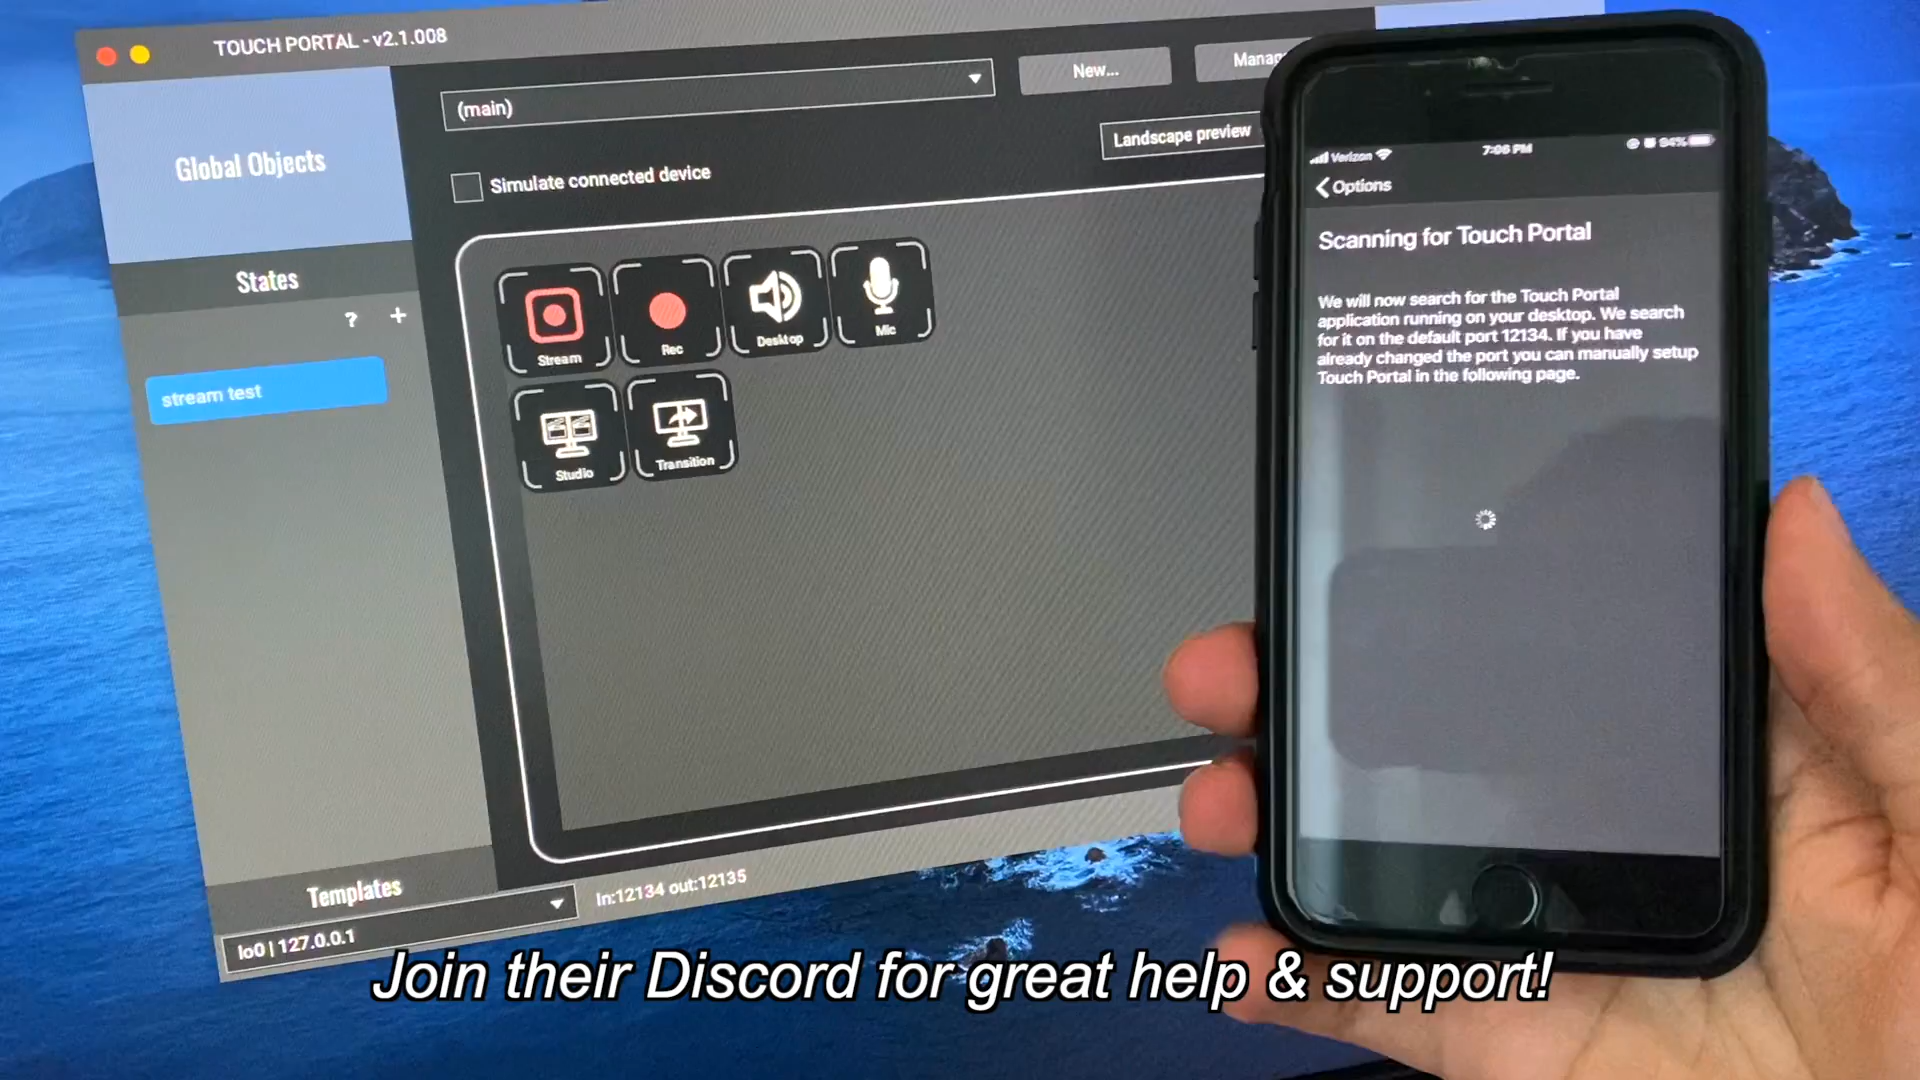 TOUCH PORTAL - v2.1.008
(main)
New...
Landscape preview
Global Objects
Simulate connected device
States
? +
stream test
Stream
Rec
Desktop
Mic
Studio
Transition
Templates
lo0 | 127.0.0.1
In:12134 out:12135
Verizon
7:06 PM
94%
Options
Scanning for Touch Portal
We will now search for the Touch Portal
application running on your desktop. We search
for it on the default port 12134. If you have
already changed the port you can manually setup
Touch Portal in the following page.
Join their Discord for great help & support!